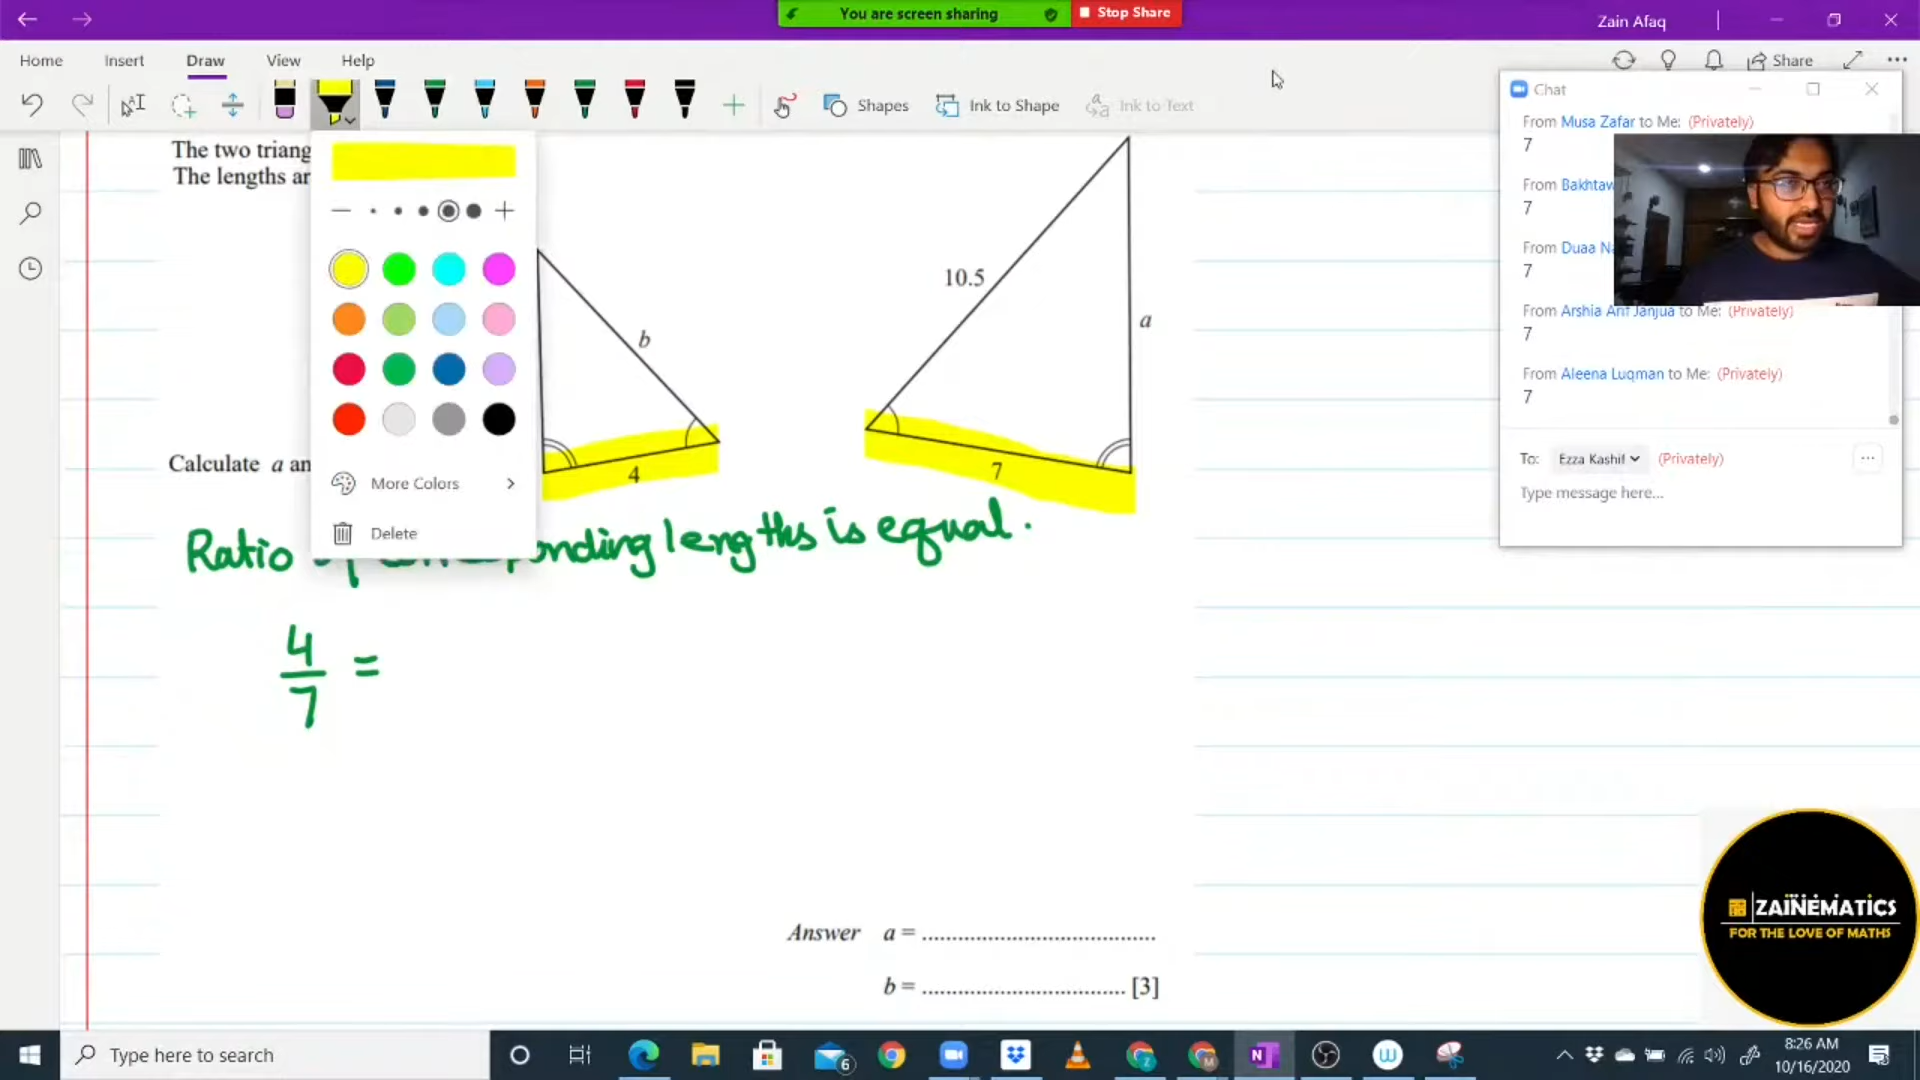 You are screen sharing
Stop Share
Zain Afaq
Home Insert Draw View Help
Share
Shapes Ink to Shape Ink to Text
Chat
From Musa Zafar to Me: (Privately)
7
From Bakhtaw
7
From Duaa Na
7
From Arshia Arif Janjua to Me: (Privately)
7
From Aleena Luqman to Me: (Privately)
7
To: Ezza Kashif (Privately)
Type message here...
The two triang
The lengths ar
10.5
a
b
4
7
Calculate a an
More Colors
Delete
Ratio of corresponding lengths is equal.
4
7
=
Answer a = ....................................
b = ............................... [3]
ZAINEMATICS
FOR THE LOVE OF MATHS
Type here to search
6
8:26 AM
10/16/2020